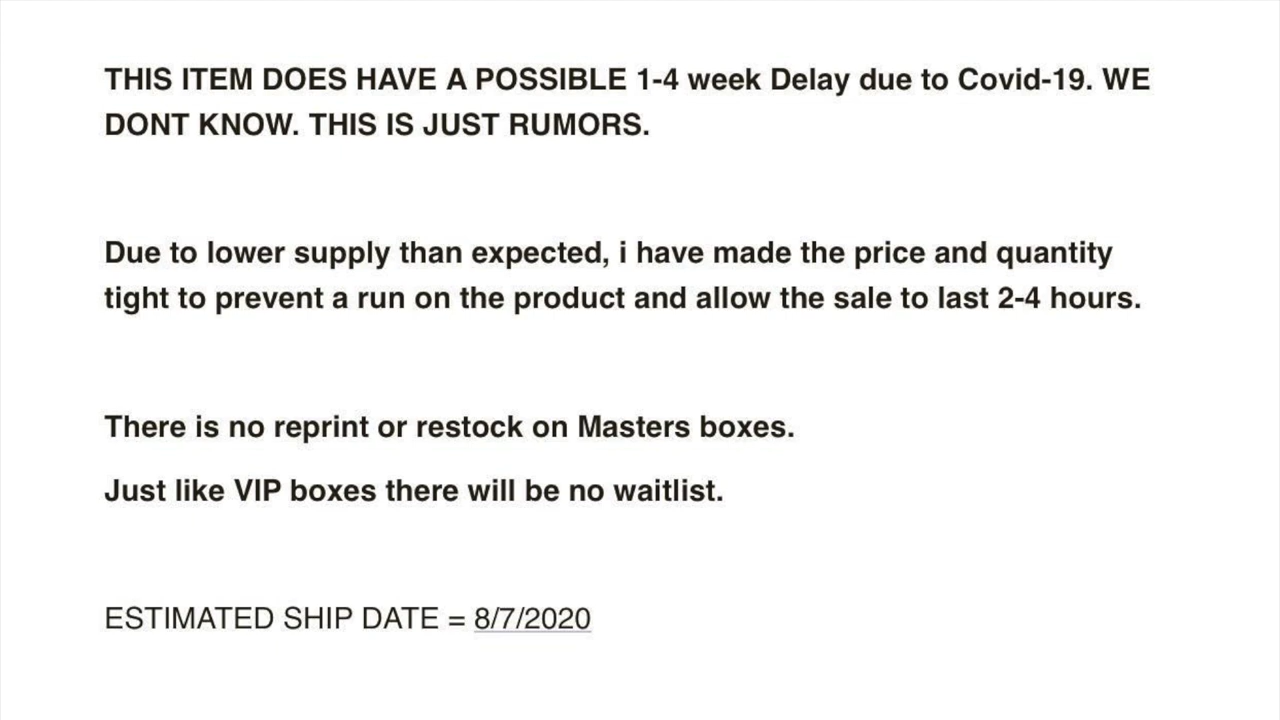 THIS ITEM DOES HAVE A POSSIBLE 1-4 week Delay due to Covid-19. WE
DONT KNOW. THIS IS JUST RUMORS.
Due to lower supply than expected, i have made the price and quantity
tight to prevent a run on the product and allow the sale to last 2-4 hours.
There is no reprint or restock on Masters boxes.
Just like VIP boxes there will be no waitlist.
ESTIMATED SHIP DATE = 8/7/2020